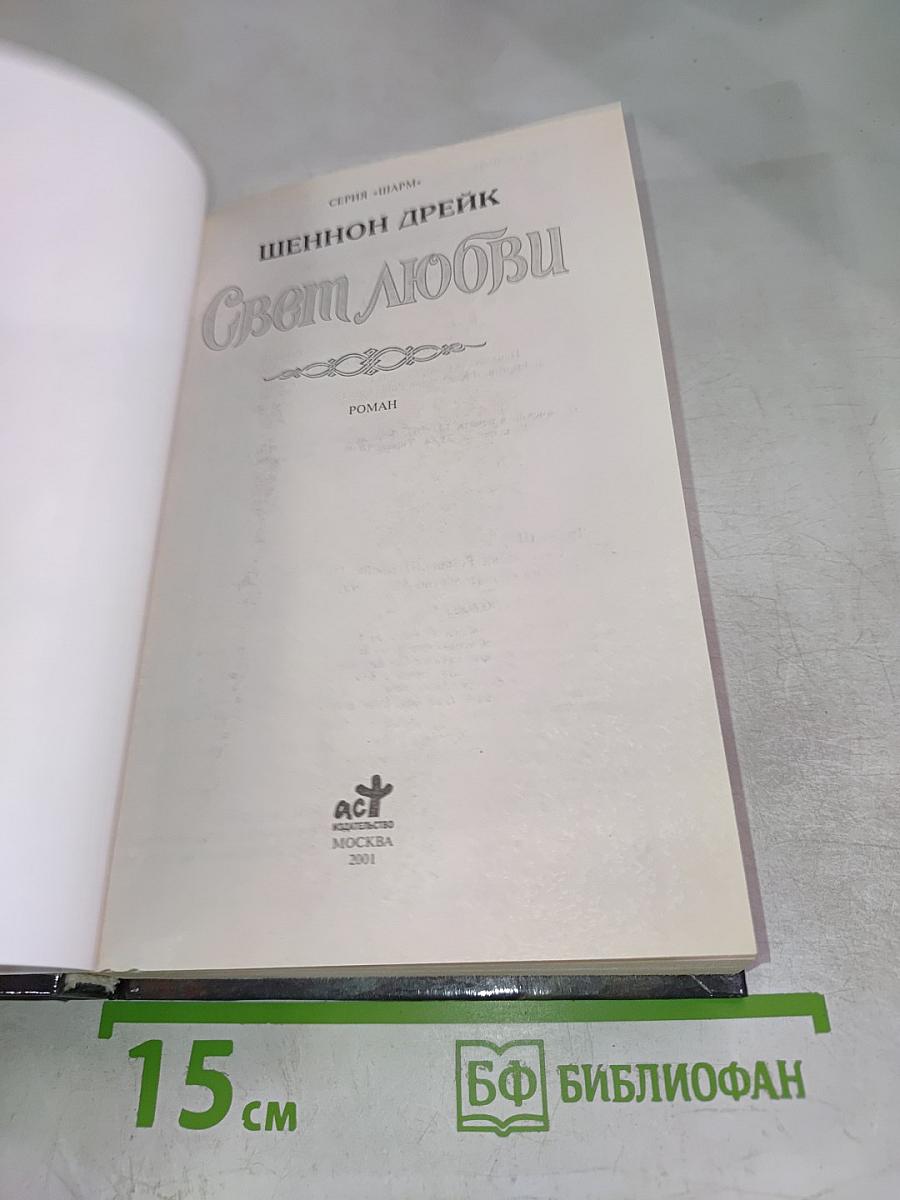 СЕРИЯ «ШАРМ»
ШЕННОН ДРЕЙК
Свет любви
РОМАН
аст
ИЗДАТЕЛЬСТВО
МОСКВА
2001
15 см
БФ БИБЛИОФАН